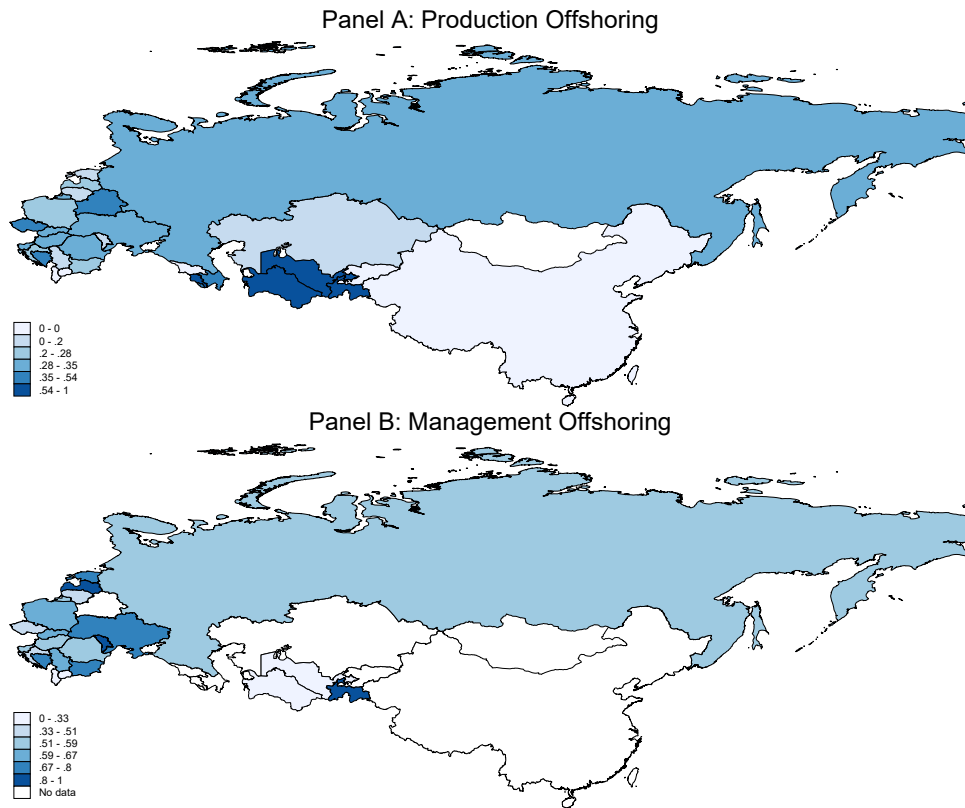 Panel A: Production Offshoring
0 - 0
0 - .2
.2 - .28
.28 - .35
.35 - .54
.54 - 1
Panel B: Management Offshoring
0 - .33
.33 - .51
.51 - .59
.59 - .67
.67 - .8
.8 - 1
No data